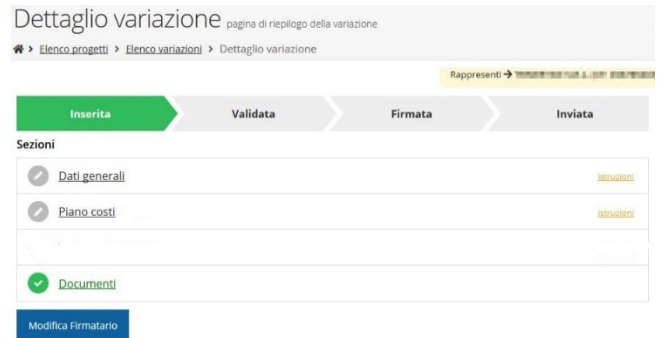 Dettaglio variazione pagina di riepilogo della variazione
Elenco progetti > Elenco variazioni > Dettaglio variazione
Rappresenti →
Inserita Validata Firmata Inviata
Sezioni
Dati generali istruzioni
Piano costi istruzioni
Documenti
Modifica Firmatario